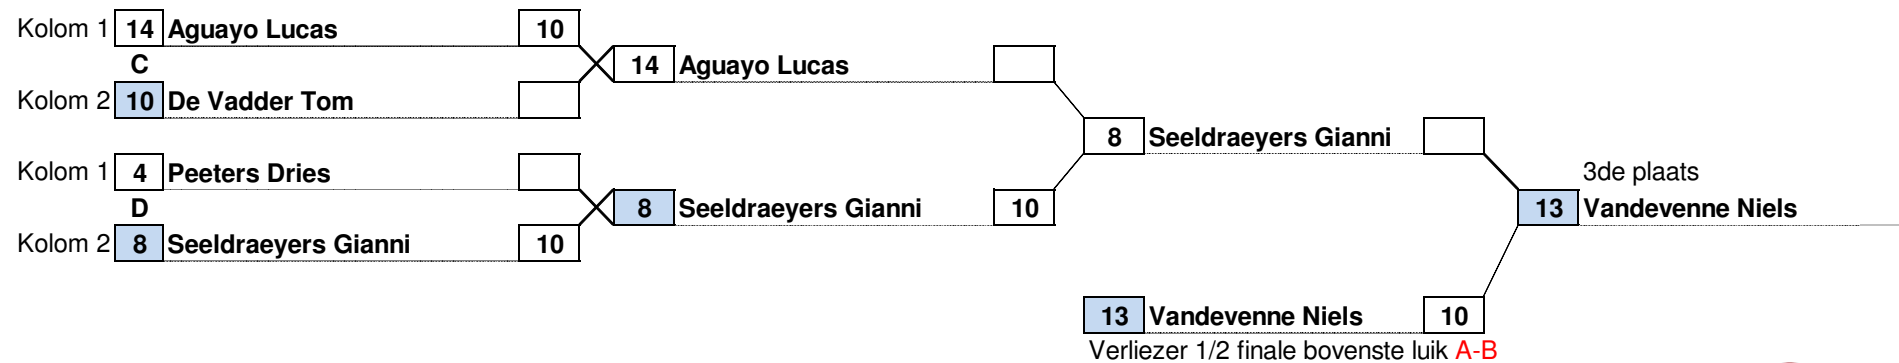 Kolom 1 14 Aguayo Lucas 10
C 14 Aguayo Lucas
Kolom 2 10 De Vadder Tom
8 Seeldraeyers Gianni
Kolom 1 4 Peeters Dries 3de plaats
D 8 Seeldraeyers Gianni 10 13 Vandevenne Niels
Kolom 2 8 Seeldraeyers Gianni 10
13 Vandevenne Niels 10
Verliezer 1/2 finale bovenste luik A-B